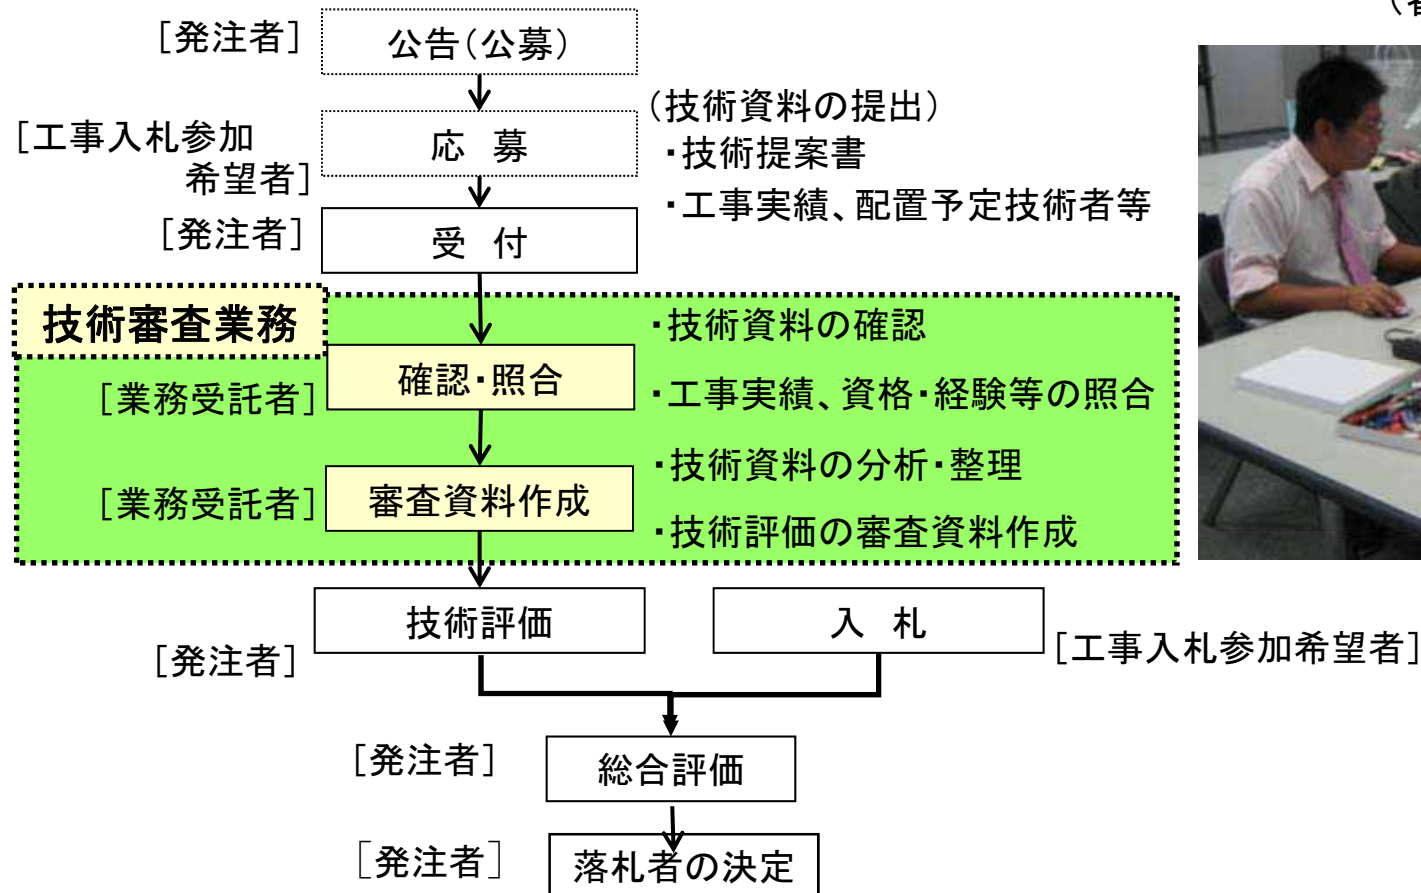 [発注者]
公告(公募)
[工事入札参加
希望者]
応 募
(技術資料の提出)
・技術提案書
・工事実績、配置予定技術者等
[発注者]
受 付
技術審査業務
[業務受託者]
確認・照合
・技術資料の確認
・工事実績、資格・経験等の照合
[業務受託者]
審査資料作成
・技術資料の分析・整理
・技術評価の審査資料作成
[発注者]
技術評価
入 札
[工事入札参加希望者]
[発注者]
総合評価
[発注者]
落札者の決定